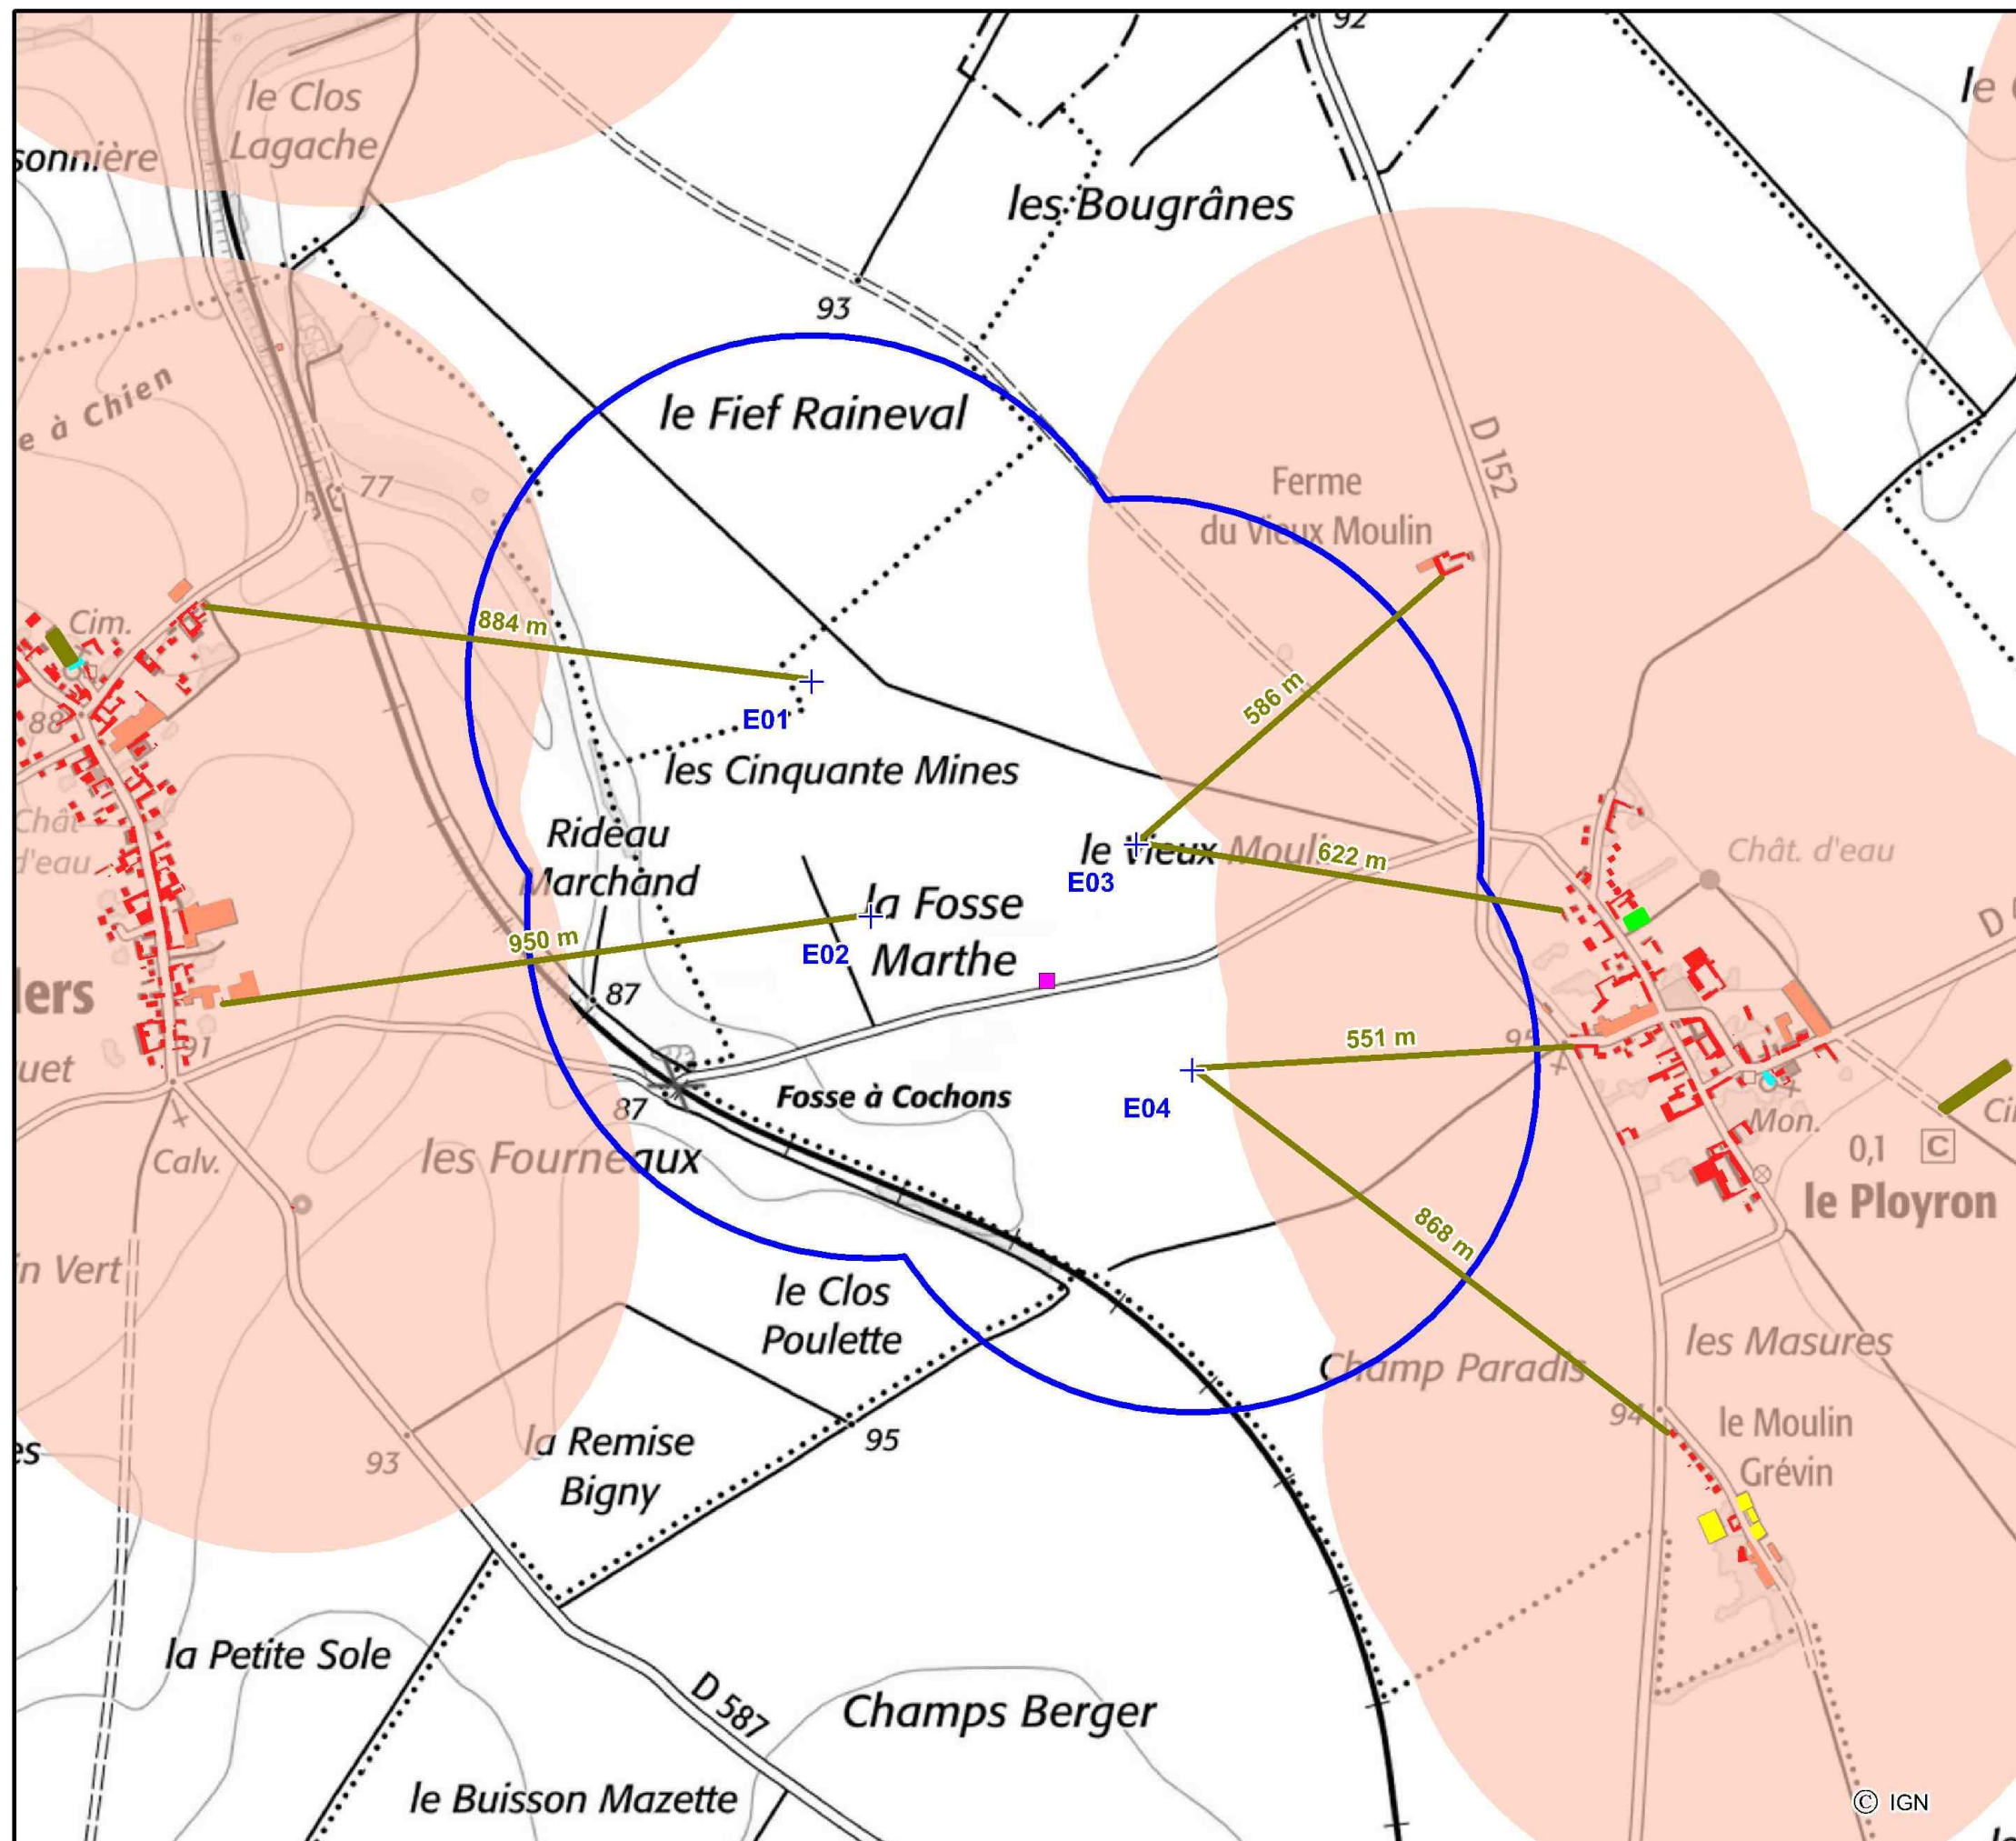 92
le Clos
Lagache
sonnière
les Bougrânes
93
le Fief Raineval
e à Chien
77
D 152
Ferme
du Vieux Moulin
Cim.
884 m
586 m
E01
88
les Cinquante Mines
Chât
d'eau
Rideau
Marchand
le Vieux Moulin
622 m
E03
Chât. d'eau
la Fosse
Marthe
950 m
E02
87
lers
91
551 m
95
uet
Fosse à Cochons
E04
87
Mon.
0,1 C
Calv.
les Fourneaux
le Ployron
868 m
in Vert
le Clos
Poulette
Champ Paradis
les Masures
94
le Moulin
Grévin
95
la Remise
Bigny
93
es
la Petite Sole
D 587
Champs Berger
le Buisson Mazette
© IGN